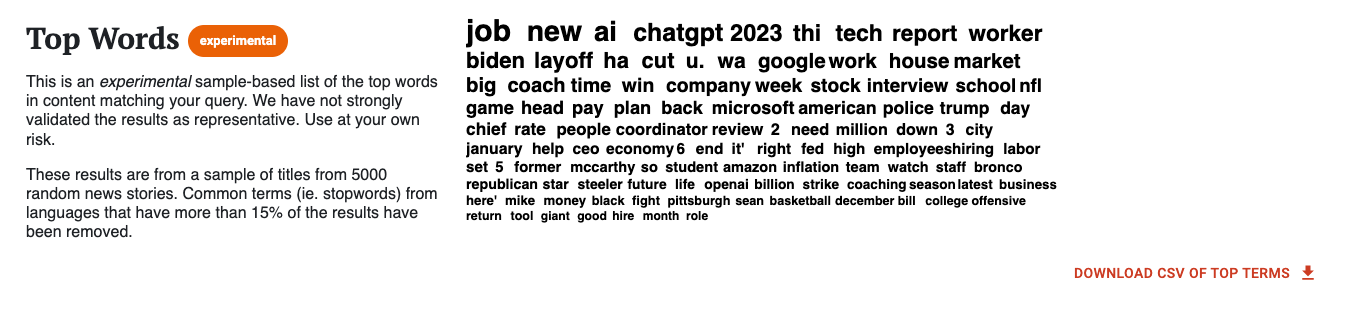 Top Words experimental
This is an experimental sample-based list of the top words
in content matching your query. We have not strongly
validated the results as representative. Use at your own
risk.
These results are from a sample of titles from 5000
random news stories. Common terms (ie. stopwords) from
languages that have more than 15% of the results have
been removed.
job new ai chatgpt 2023 thi tech report worker
biden layoff ha cut u. wa google work house market
big coach time win company week stock interview school nfl
game head pay plan back microsoft american police trump day
chief rate people coordinator review 2 need million down 3 city
january help ceo economy 6 end it' right fed high employees hiring labor
set 5 former mccarthy so student amazon inflation team watch staff bronco
republican star steeler future life openai billion strike coaching season latest business
here' mike money black fight pittsburgh sean basketball december bill college offensive
return tool giant good hire month role
DOWNLOAD CSV OF TOP TERMS